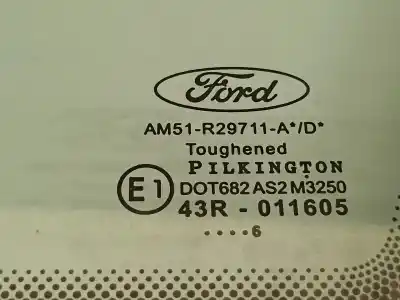 Ford
AM51-R29711-A*/D*
Toughened
PILKINGTON
E1 DOT682 AS2 M3250
43R - 011605
....6